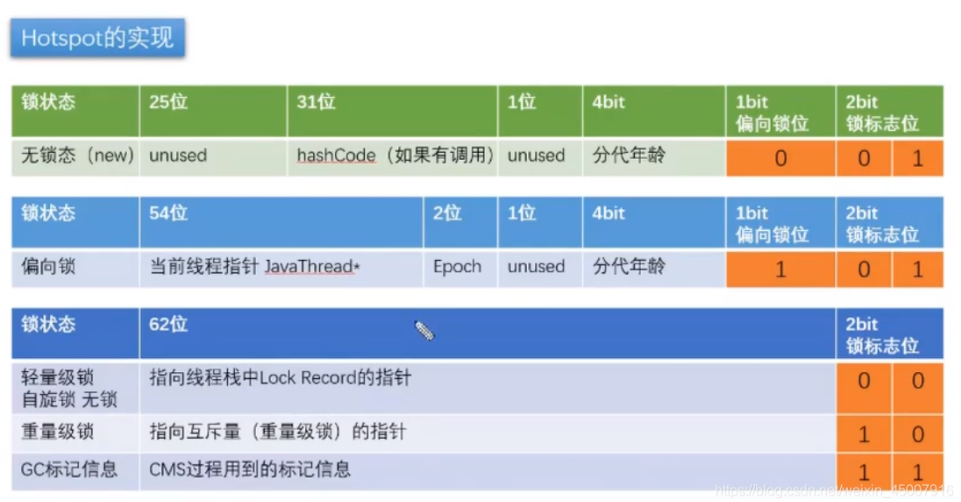 Hotspot的实现
锁状态 25位 31位 1位 4bit 1bit 2bit
偏向锁位 锁标志位
无锁态（new） unused hashCode（如果有调用） unused 分代年龄 0 0 1
锁状态 54位 2位 1位 4bit 1bit 2bit
偏向锁位 锁标志位
偏向锁 当前线程指针 JavaThread* Epoch unused 分代年龄 1 0 1
锁状态 62位 2bit
锁标志位
轻量级锁 指向线程栈中Lock Record的指针 0 0
自旋锁 无锁
重量级锁 指向互斥量（重量级锁）的指针 1 0
GC标记信息 CMS过程用到的标记信息 1 1
https://blog.csdn.net/weixin_45007916